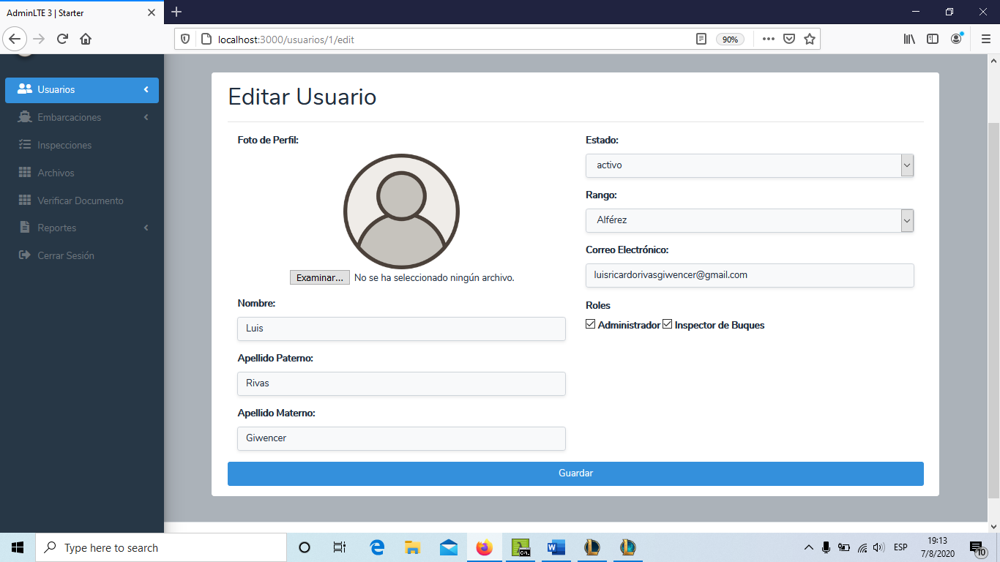 AdminLTE 3 | Starter
localhost:3000/usuarios/1/edit
90%
Usuarios
Embarcaciones
Inspecciones
Archivos
Verificar Documento
Reportes
Cerrar Sesión
Editar Usuario
Foto de Perfil:
Examinar... No se ha seleccionado ningún archivo.
Nombre:
Luis
Apellido Paterno:
Rivas
Apellido Materno:
Giwencer
Estado:
activo
Rango:
Alférez
Correo Electrónico:
luisricardorivasgiwencer@gmail.com
Roles
Administrador Inspector de Buques
Guardar
Type here to search
C:\.
W
ESP
19:13
7/8/2020
10